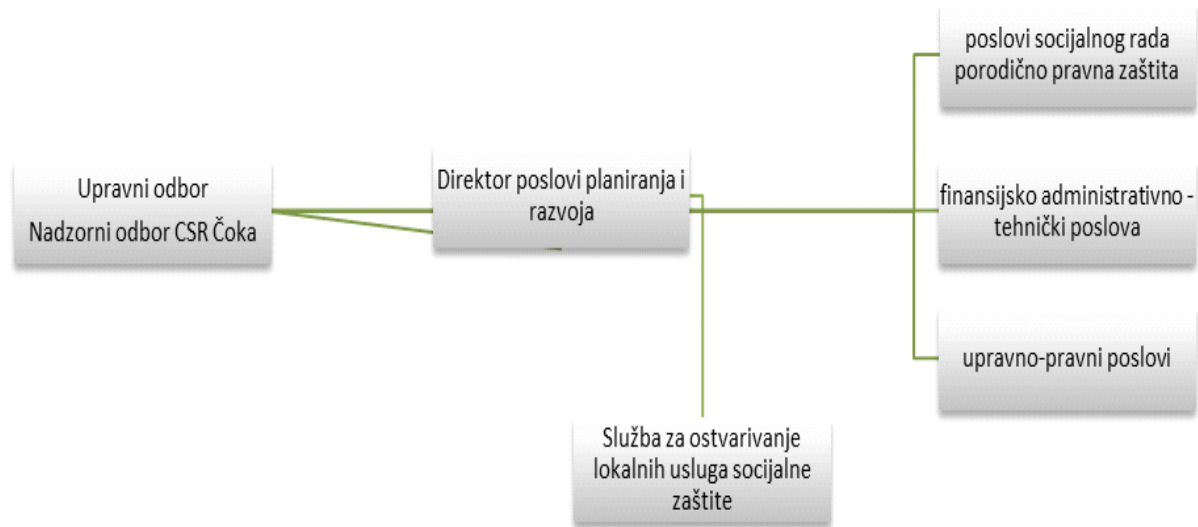 Upravni odbor
Nadzorni odbor CSR Čoka
Direktor poslovi planiranja i
razvoja
poslovi socijalnog rada
porodično pravna zaštita
finansijsko administrativno -
tehnički poslova
upravno-pravni poslovi
Služba za ostvarivanje
lokalnih usluga socijalne
zaštite